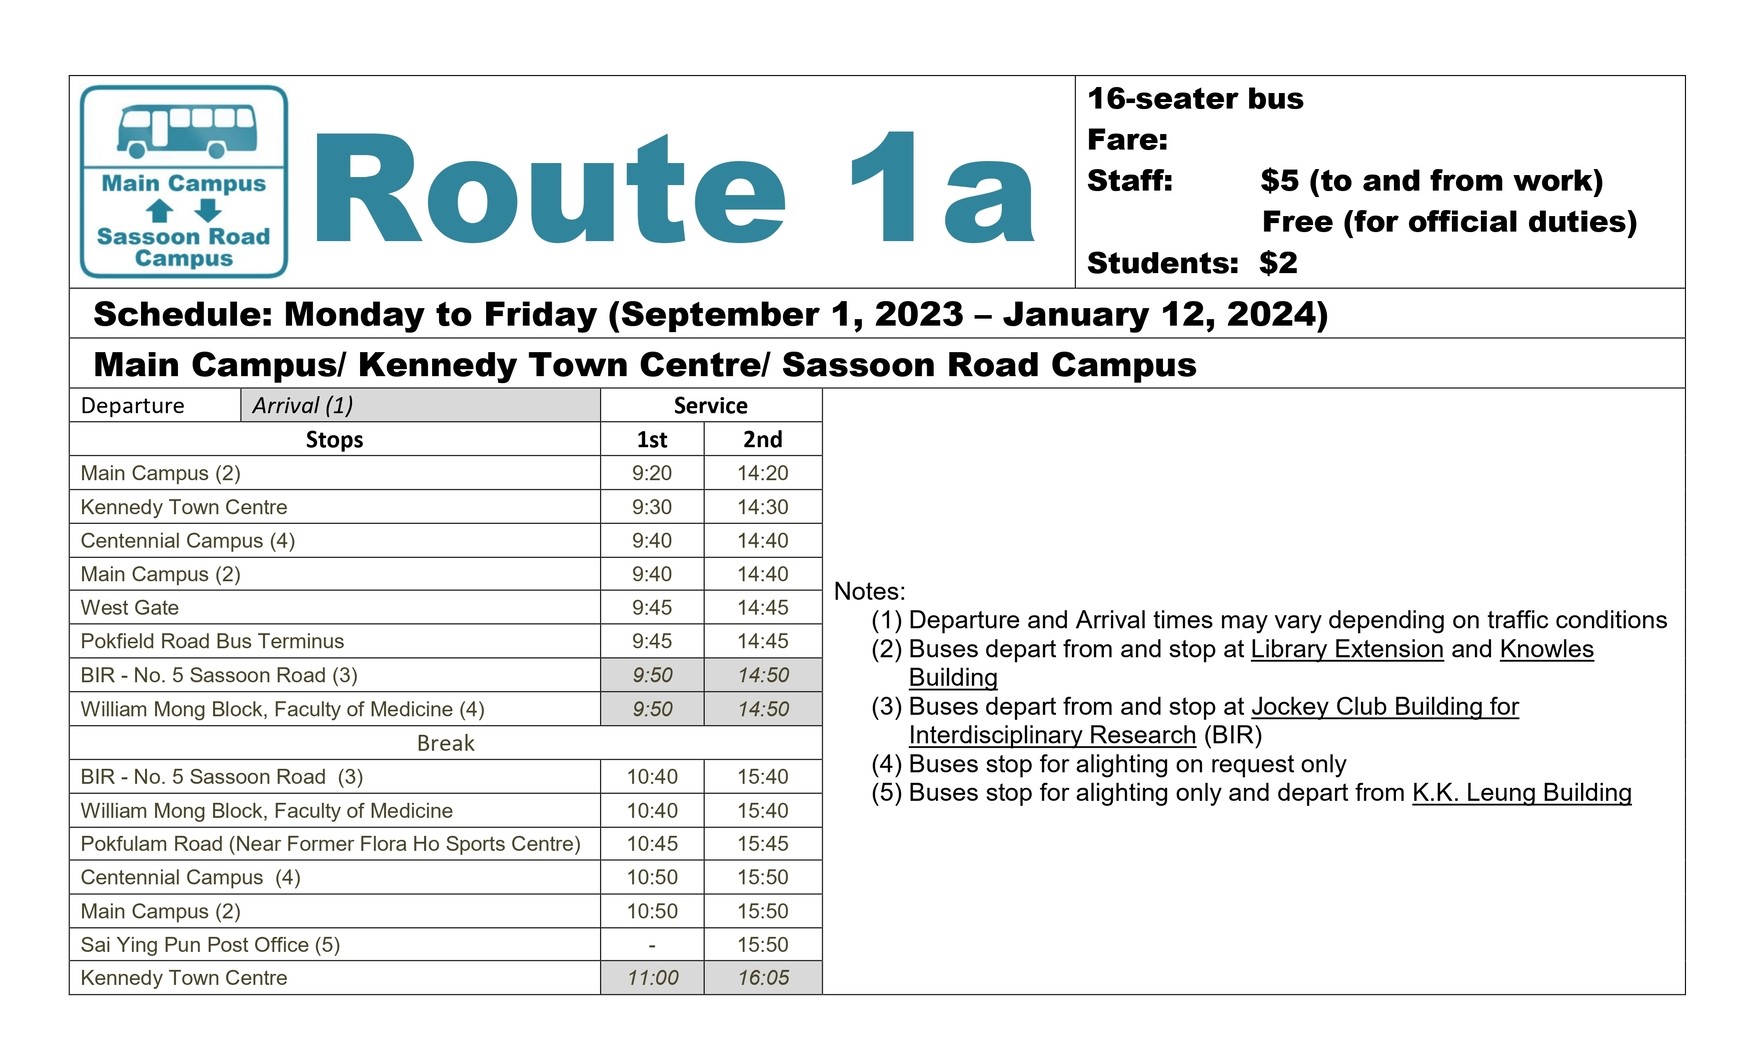 Main Campus
Sassoon Road
Campus
Route 1a
16-seater bus
Fare:
Staff: $5 (to and from work)
Free (for official duties)
Students: $2
Schedule: Monday to Friday (September 1, 2023 – January 12, 2024)
Main Campus/ Kennedy Town Centre/ Sassoon Road Campus
Departure Arrival (1) Service
Stops 1st 2nd
Main Campus (2) 9:20 14:20
Kennedy Town Centre 9:30 14:30
Centennial Campus (4) 9:40 14:40
Main Campus (2) 9:40 14:40
West Gate 9:45 14:45
Pokfield Road Bus Terminus 9:45 14:45
BIR - No. 5 Sassoon Road (3) 9:50 14:50
William Mong Block, Faculty of Medicine (4) 9:50 14:50
Break
BIR - No. 5 Sassoon Road (3) 10:40 15:40
William Mong Block, Faculty of Medicine 10:40 15:40
Pokfulam Road (Near Former Flora Ho Sports Centre) 10:45 15:45
Centennial Campus (4) 10:50 15:50
Main Campus (2) 10:50 15:50
Sai Ying Pun Post Office (5) - 15:50
Kennedy Town Centre 11:00 16:05
Notes:
(1) Departure and Arrival times may vary depending on traffic conditions
(2) Buses depart from and stop at Library Extension and Knowles
Building
(3) Buses depart from and stop at Jockey Club Building for
Interdisciplinary Research (BIR)
(4) Buses stop for alighting on request only
(5) Buses stop for alighting only and depart from K.K. Leung Building